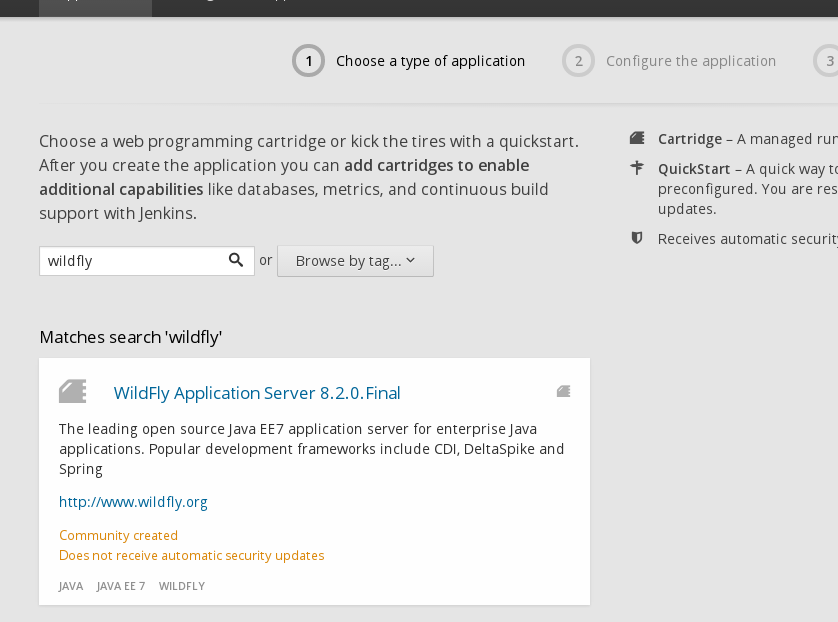 1 Choose a type of application 2 Configure the application 3
Choose a web programming cartridge or kick the tires with a quickstart.
After you create the application you can add cartridges to enable
additional capabilities like databases, metrics, and continuous build
support with Jenkins.
Cartridge – A managed
QuickStart – A quick way
preconfigured. You are
updates.
Receives automatic
wildfly or Browse by tag...
Matches search 'wildfly'
WildFly Application Server 8.2.0.Final
The leading open source Java EE7 application server for enterprise Java
applications. Popular development frameworks include CDI, DeltaSpike and
Spring
http://www.wildfly.org
Community created
Does not receive automatic security updates
JAVA JAVA EE 7 WILDFLY